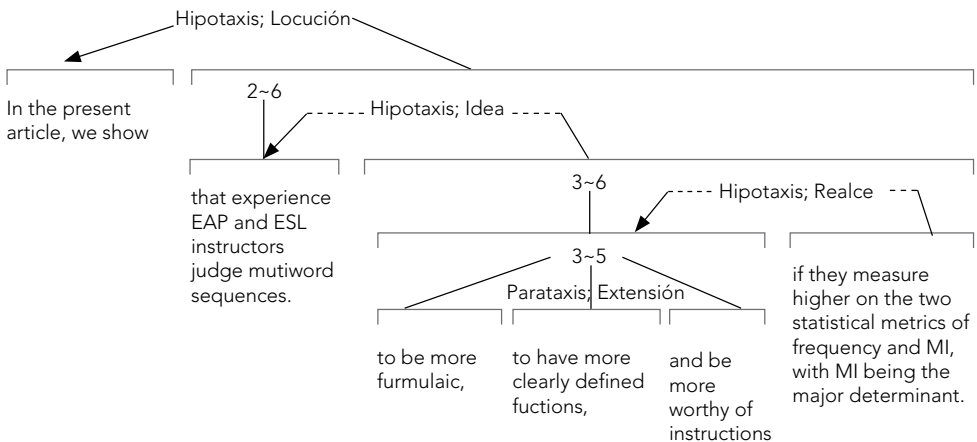 Hipotaxis; Locución
In the present
article, we show
2~6
Hipotaxis; Idea
that experience
EAP and ESL
instructors
judge mutiword
sequences.
3~6
Hipotaxis; Realce
3~5
Parataxis; Extensión
to be more
furmulaic,
to have more
clearly defined
fuctions,
and be
more
worthy of
instructions
if they measure
higher on the two
statistical metrics of
frequency and MI,
with MI being the
major determinant.